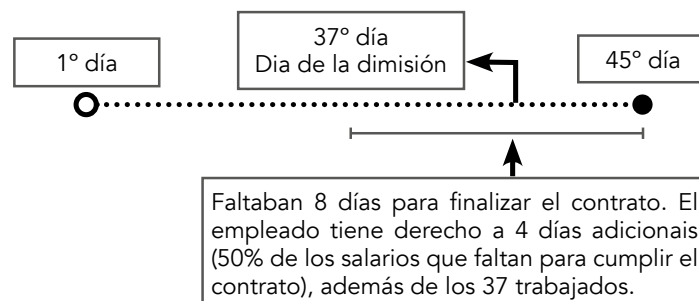 1º día
37º día
Dia de la dimisión
45º día
Faltaban 8 días para finalizar el contrato. El
empleado tiene derecho a 4 días adicionais
(50% de los salarios que faltan para cumplir el
contrato), además de los 37 trabajados.